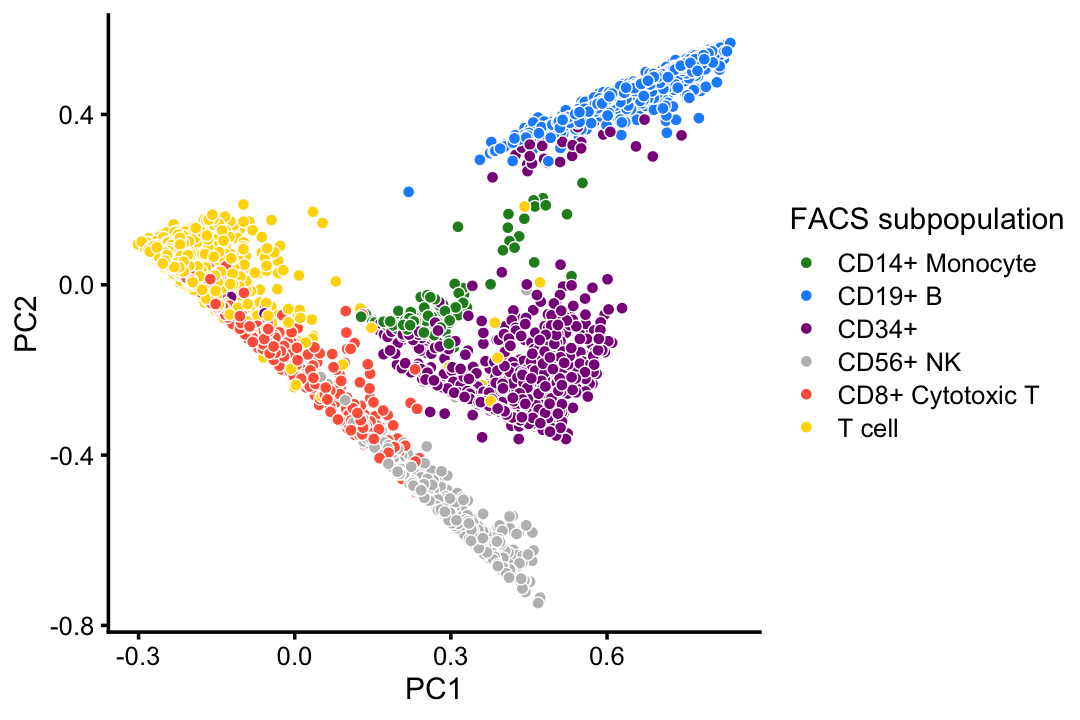 0.4
0.0
-0.4
-0.8
PC2
-0.3
0.0
0.3
0.6
PC1
FACS subpopulation
CD14+ Monocyte
CD19+ B
CD34+
CD56+ NK
CD8+ Cytotoxic T
T cell